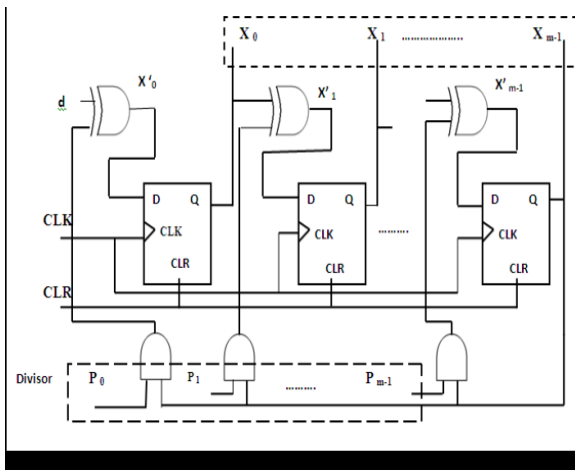 X0 X1 .................. Xm-1
X'0 X'1 X'm-1
d
D Q D Q D Q
CLK CLK CLK CLK
..........
CLR CLR CLR
CLR
Divisor P0 P1 .......... Pm-1